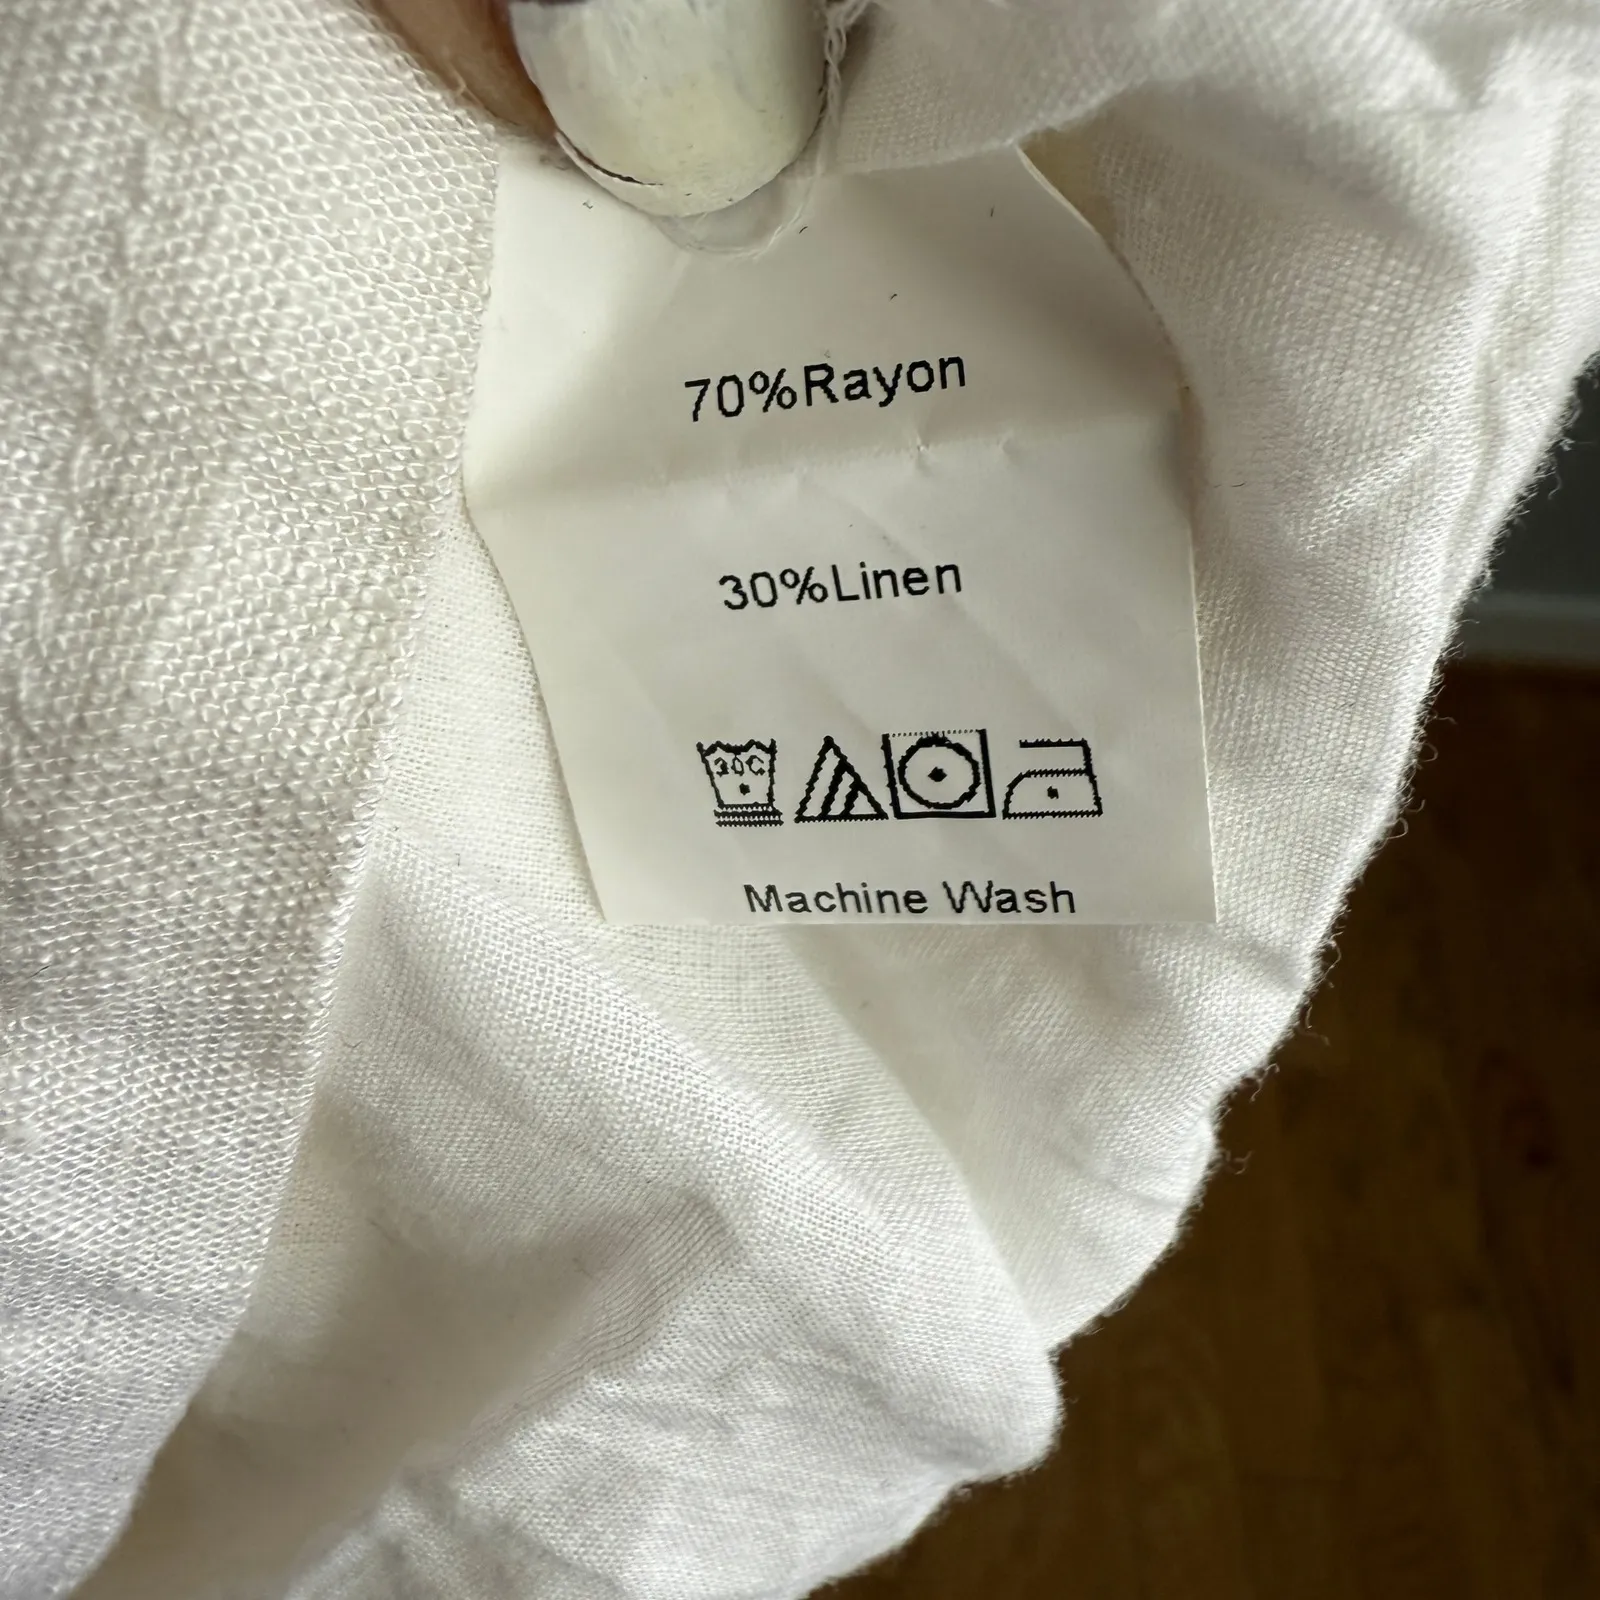 70%Rayon
30%Linen
30C
Machine Wash